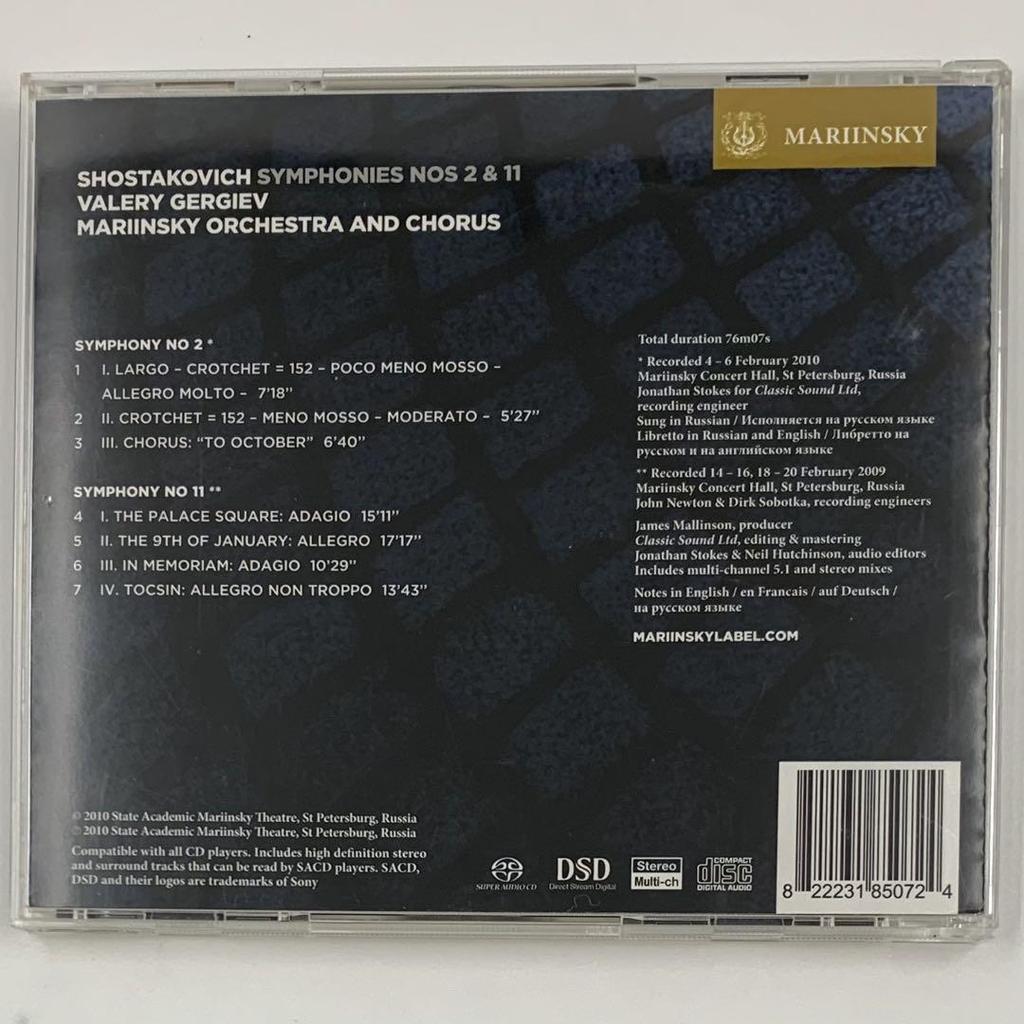 MARIINSKY
SHOSTAKOVICH SYMPHONIES NOS 2 & 11
VALERY GERGIEV
MARIINSKY ORCHESTRA AND CHORUS
SYMPHONY NO 2 *
1 I. LARGO – CROTCHET = 152 – POCO MENO MOSSO –
ALLEGRO MOLTO – 7'18"
2 II. CROTCHET = 152 – MENO MOSSO – MODERATO – 5'27"
3 III. CHORUS: "TO OCTOBER" 6'40"
SYMPHONY NO 11 **
4 I. THE PALACE SQUARE: ADAGIO 15'11"
5 II. THE 9TH OF JANUARY: ALLEGRO 17'17"
6 III. IN MEMORIAM: ADAGIO 10'29"
7 IV. TOCSIN: ALLEGRO NON TROPPO 13'43"
Total duration 76m07s
* Recorded 4 – 6 February 2010
Mariinsky Concert Hall, St Petersburg, Russia
Jonathan Stokes for Classic Sound Ltd,
recording engineer
Sung in Russian / Исполняется на русском языке
Libretto in Russian and English / Либретто на
русском и на английском языке
** Recorded 14 – 16, 18 – 20 February 2009
Mariinsky Concert Hall, St Petersburg, Russia
John Newton & Dirk Sobotka, recording engineers
James Mallinson, producer
Classic Sound Ltd, editing & mastering
Jonathan Stokes & Neil Hutchinson, audio editors
Includes multi-channel 5.1 and stereo mixes
Notes in English / en Francais / auf Deutsch /
на русском языке
MARIINSKYLABEL.COM
© 2010 State Academic Mariinsky Theatre, St Petersburg, Russia
℗ 2010 State Academic Mariinsky Theatre, St Petersburg, Russia
Compatible with all CD players. Includes high definition stereo
and surround tracks that can be read by SACD players. SACD,
DSD and their logos are trademarks of Sony
SUPER AUDIO CD
DSD
Direct Stream Digital
Stereo
Multi-ch
COMPACT
disc
DIGITAL AUDIO
8 22231 85072 4